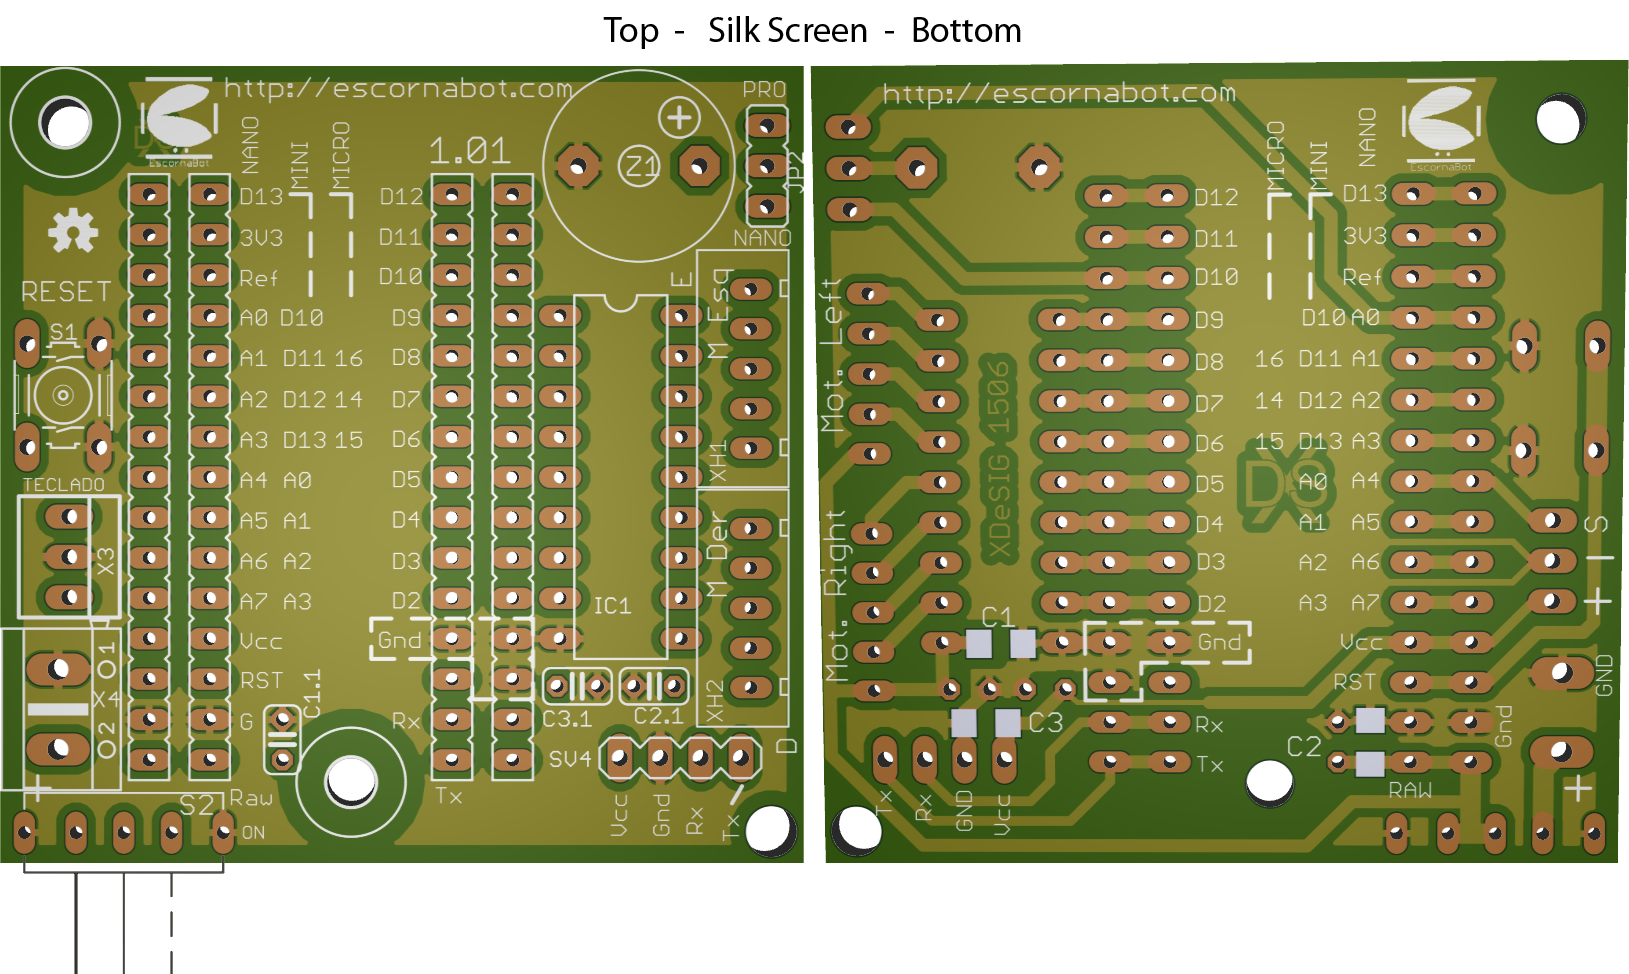 Top - Silk Screen - Bottom
http://escornabot.com
PRO
JP2
NANO
EscornaBot
NANO
MINI
MICRO
1.01
Z1
D13
3V3
Ref
A0 D10
A1 D11 16
A2 D12 14
A3 D13 15
A4 A0
A5 A1
A6 A2
A7 A3
Vcc
RST
G
Raw
D12
D11
D10
D9
D8
D7
D6
D5
D4
D3
D2
Gnd
Rx
Tx
RESET
S1
TECLADO
X3
O1
X4
O2
+
S2
ON
C1.1
C3.1
C2.1
IC1
E
M Esq
XH1
M Der
XH2
D
SV4
Vcc
Gnd
Rx
Tx
http://escornabot.com
EscornaBot
MICRO
MINI
NANO
D12
D11
D10
D9
D8
D7
D6
D5
D4
D3
D2
Gnd
Rx
Tx
D13
3V3
Ref
D10 A0
16 D11 A1
14 D12 A2
15 D13 A3
A0 A4
A1 A5
A2 A6
A3 A7
Vcc
RST
Gnd
RAW
Mot. Left
Mot. Right
XDeSIG 1506
C1
C3
C2
Tx
Rx
GND
Vcc
S
+
GND
+